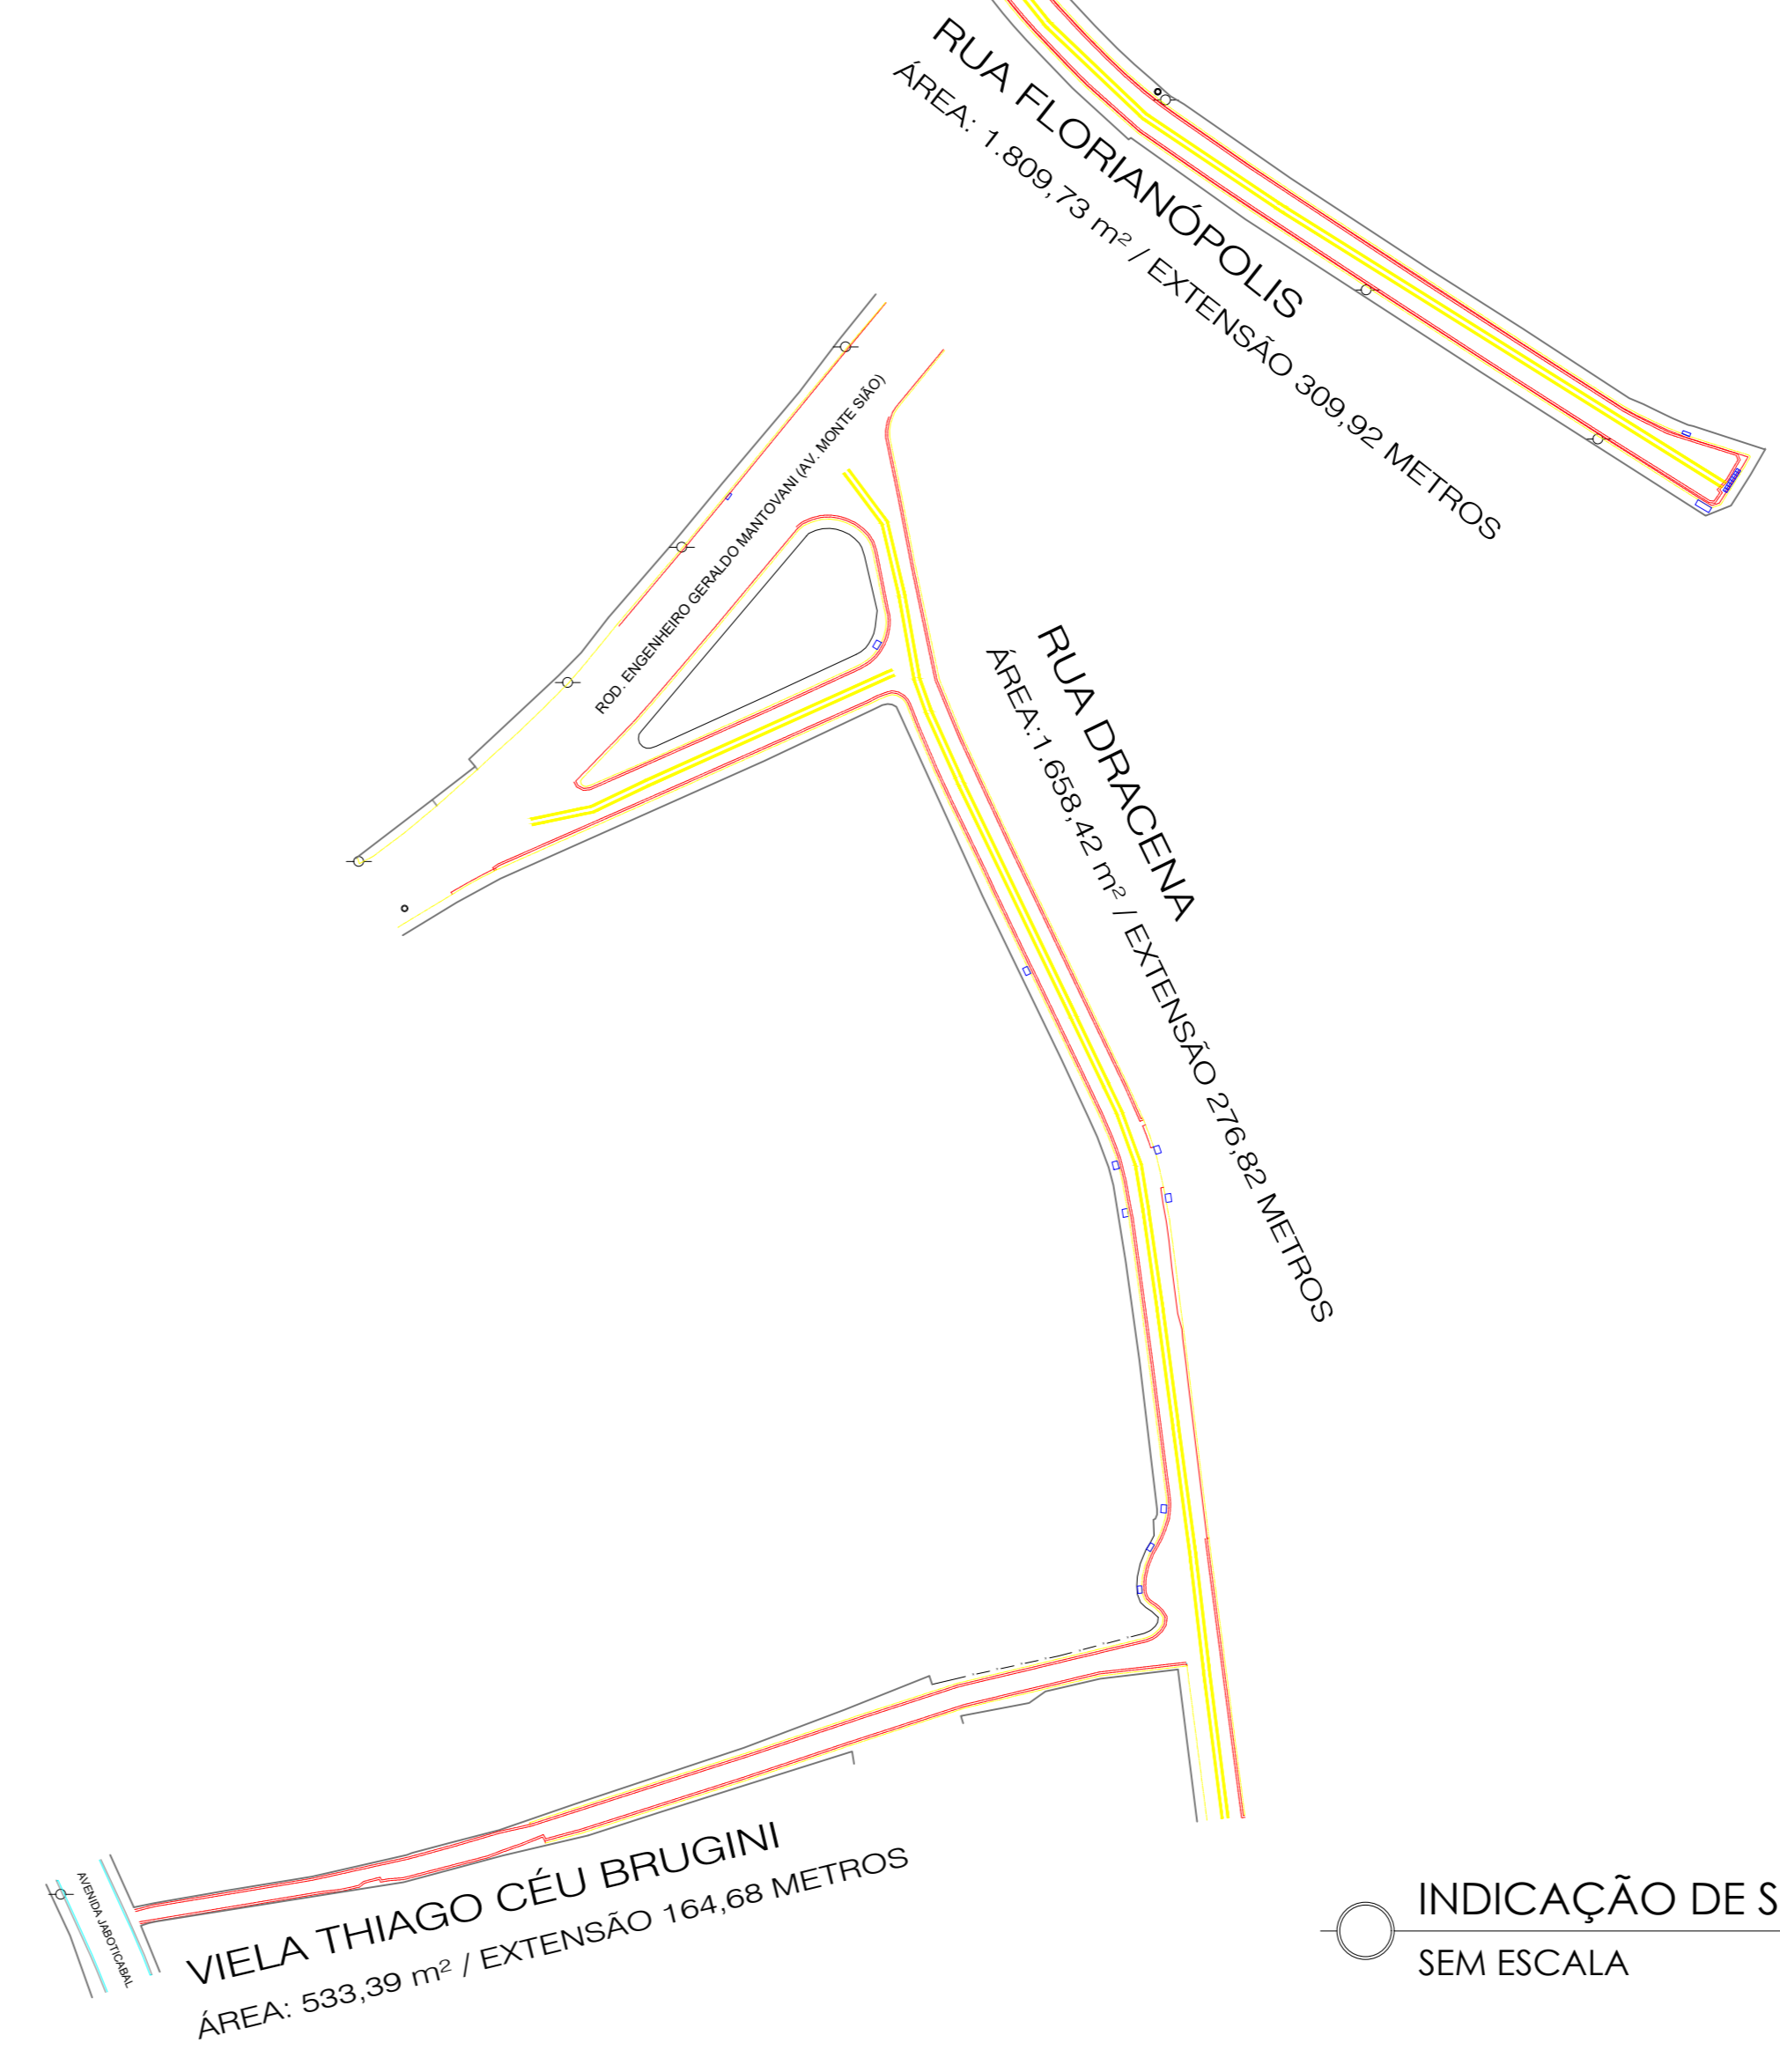 RUA FLORIANÓPOLIS
ÁREA: 1.809,73 m² / EXTENSÃO 309,92 METROS
ROD. ENGENHEIRO GERALDO MANTOVANI (AV. MONTE SIÃO)
RUA DRACENA
ÁREA:1.658,42 m² / EXTENSÃO 276,82 METROS
AVENIDA JABOTICABAL
VIELA THIAGO CÉU BRUGINI
ÁREA: 533,39 m² / EXTENSÃO 164,68 METROS
INDICAÇÃO DE S
SEM ESCALA